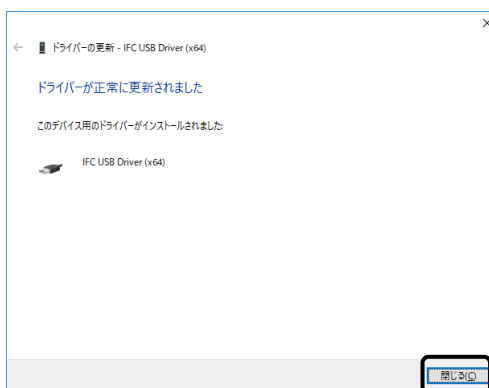 ドライバーの更新 - IFC USB Driver (x64)
ドライバーが正常に更新されました
このデバイス用のドライバーがインストールされました:
IFC USB Driver (x64)
閉じる(C)